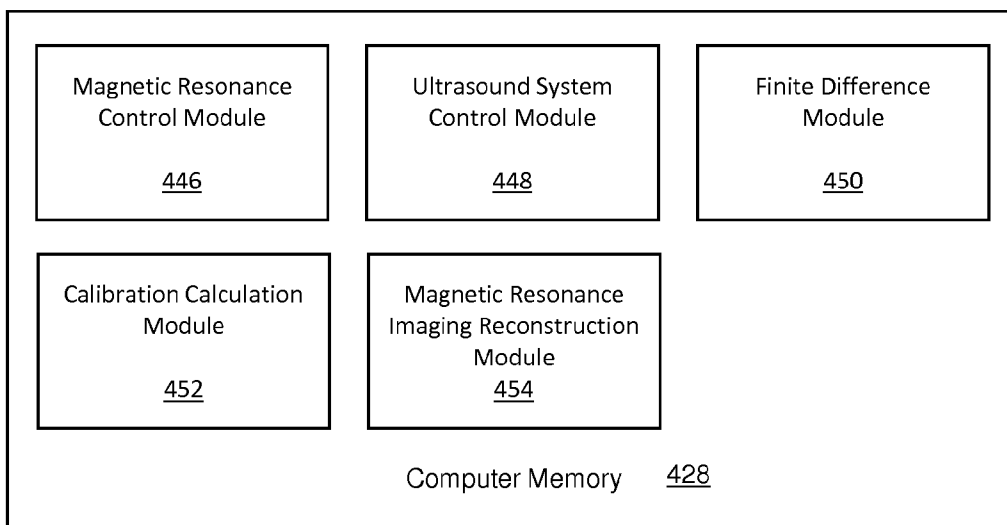 Magnetic Resonance
Control Module
446
Ultrasound System
Control Module
448
Finite Difference
Module
450
Calibration Calculation
Module
452
Magnetic Resonance
Imaging Reconstruction
Module
454
Computer Memory 428